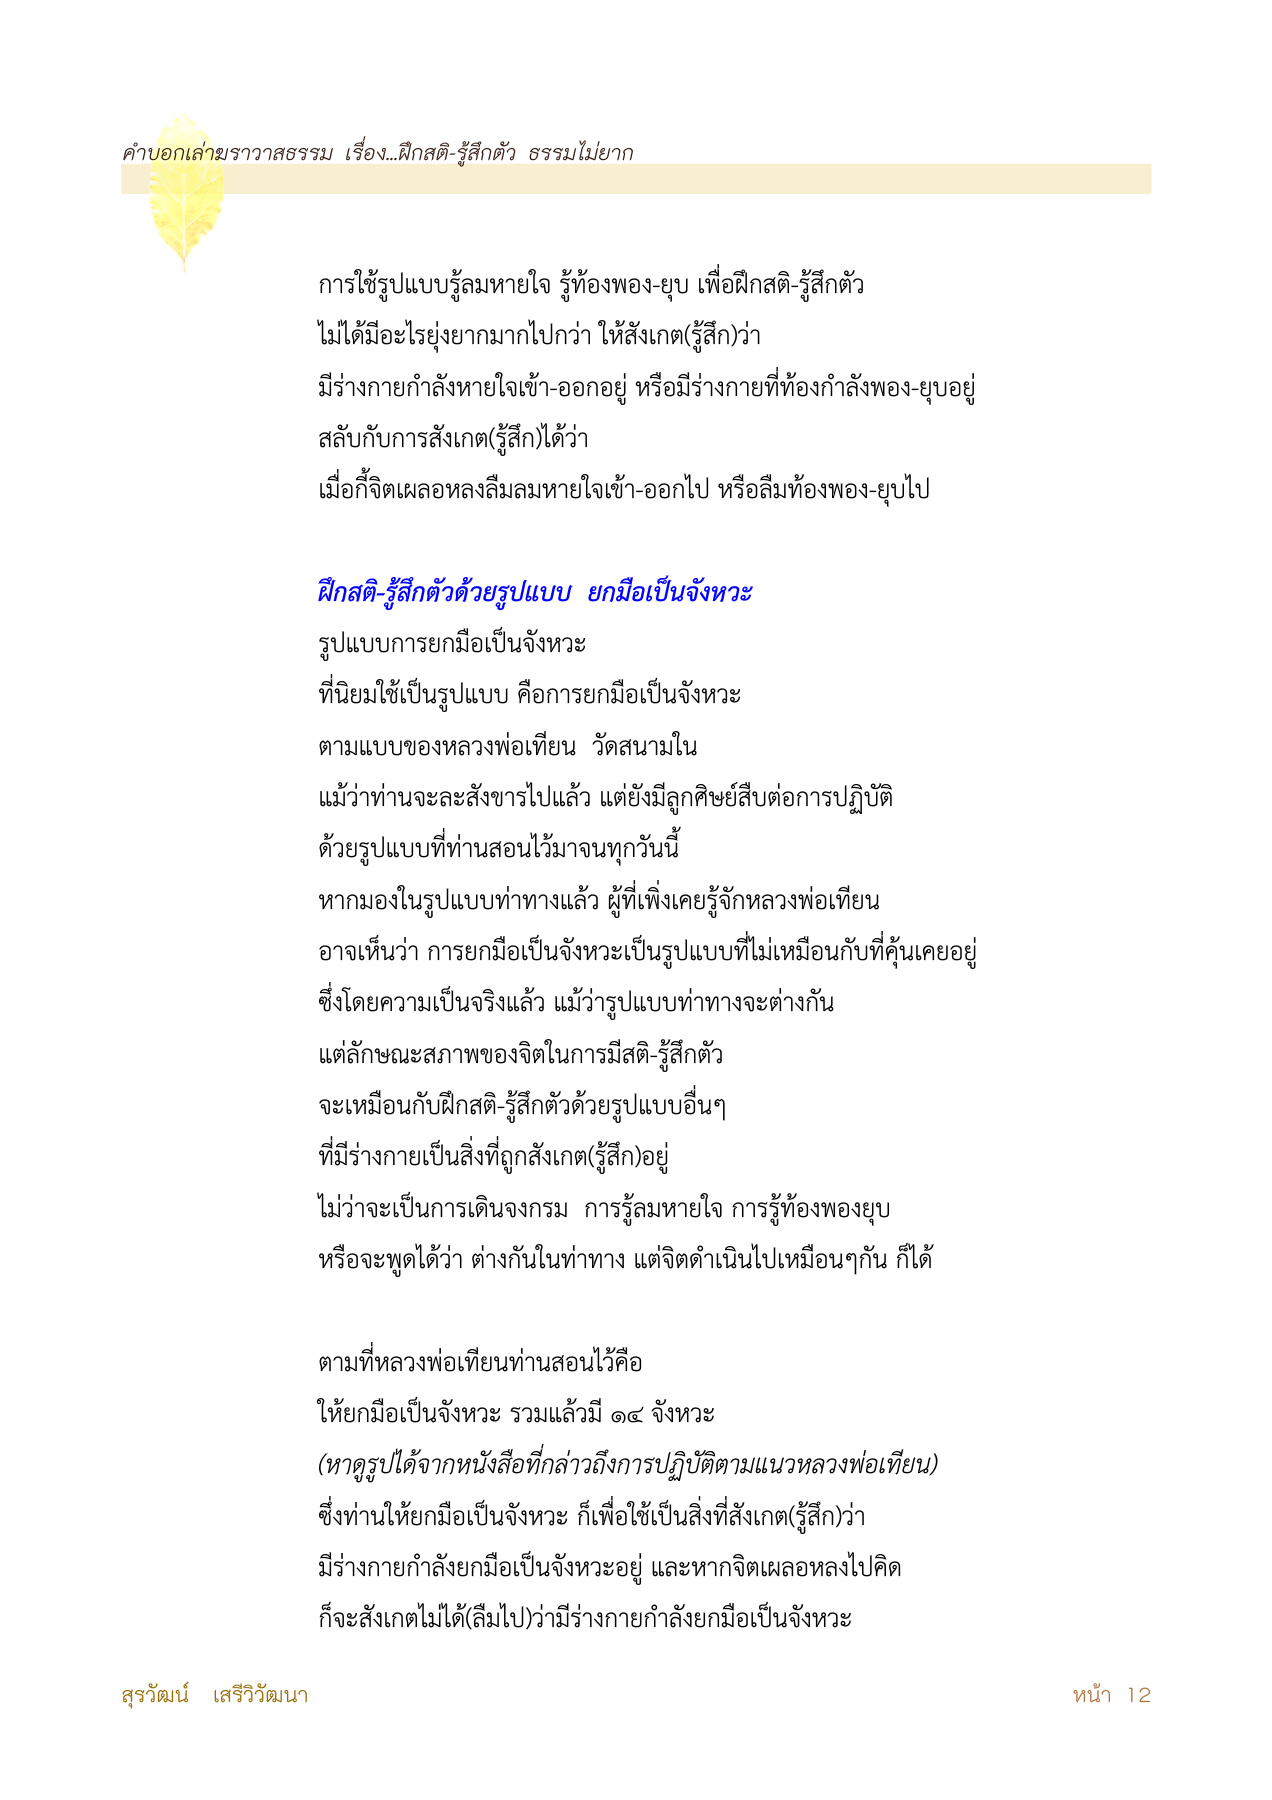 คำบอกเล่าฆราวาสธรรม เรื่อง...ฝึกสติ-รู้สึกตัว ธรรมไม่ยาก
การใช้รูปแบบรู้ลมหายใจ รู้ท้องพอง-ยุบ เพื่อฝึกสติ-รู้สึกตัว
ไม่ได้มีอะไรยุ่งยากมากไปกว่า ให้สังเกต(รู้สึก)ว่า
มีร่างกายกำลังหายใจเข้า-ออกอยู่ หรือมีร่างกายที่ท้องกำลังพอง-ยุบอยู่
สลับกับการสังเกต(รู้สึก)ได้ว่า
เมื่อกี้จิตเผลอหลงลืมลมหายใจเข้า-ออกไป หรือลืมท้องพอง-ยุบไป
ฝึกสติ-รู้สึกตัวด้วยรูปแบบ ยกมือเป็นจังหวะ
รูปแบบการยกมือเป็นจังหวะ
ที่นิยมใช้เป็นรูปแบบ คือการยกมือเป็นจังหวะ
ตามแบบของหลวงพ่อเทียน วัดสนามใน
แม้ว่าท่านจะละสังขารไปแล้ว แต่ยังมีลูกศิษย์สืบต่อการปฏิบัติ
ด้วยรูปแบบที่ท่านสอนไว้มาจนทุกวันนี้
หากมองในรูปแบบท่าทางแล้ว ผู้ที่เพิ่งเคยรู้จักหลวงพ่อเทียน
อาจเห็นว่า การยกมือเป็นจังหวะเป็นรูปแบบที่ไม่เหมือนกับที่คุ้นเคยอยู่
ซึ่งโดยความเป็นจริงแล้ว แม้ว่ารูปแบบท่าทางจะต่างกัน
แต่ลักษณะสภาพของจิตในการมีสติ-รู้สึกตัว
จะเหมือนกับฝึกสติ-รู้สึกตัวด้วยรูปแบบอื่นๆ
ที่มีร่างกายเป็นสิ่งที่ถูกสังเกต(รู้สึก)อยู่
ไม่ว่าจะเป็นการเดินจงกรม การรู้ลมหายใจ การรู้ท้องพองยุบ
หรือจะพูดได้ว่า ต่างกันในท่าทาง แต่จิตดำเนินไปเหมือนๆกัน ก็ได้
ตามที่หลวงพ่อเทียนท่านสอนไว้คือ
ให้ยกมือเป็นจังหวะ รวมแล้วมี ๑๔ จังหวะ
(หาดูรูปได้จากหนังสือที่กล่าวถึงการปฏิบัติตามแนวหลวงพ่อเทียน)
ซึ่งท่านให้ยกมือเป็นจังหวะ ก็เพื่อใช้เป็นสิ่งที่สังเกต(รู้สึก)ว่า
มีร่างกายกำลังยกมือเป็นจังหวะอยู่ และหากจิตเผลอหลงไปคิด
ก็จะสังเกตไม่ได้(ลืมไป)ว่ามีร่างกายกำลังยกมือเป็นจังหวะ
สุรวัฒน์ เสรีวิวัฒนา
หน้า 12